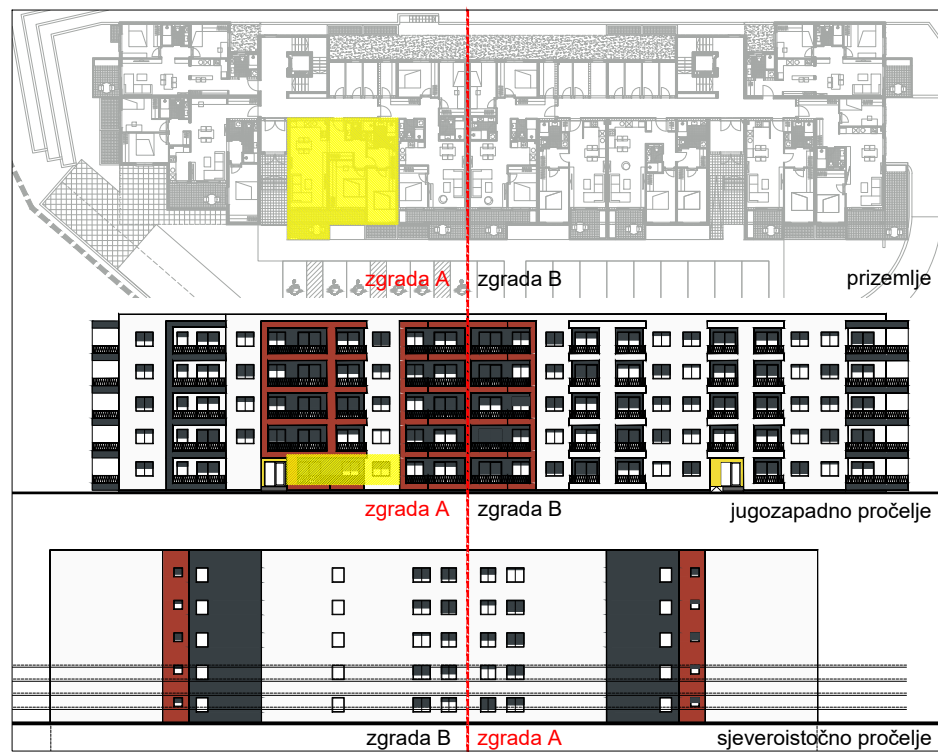 zgrada A zgrada B prizemlje
zgrada A zgrada B jugozapadno pročelje
zgrada B zgrada A sjeveroistočno pročelje